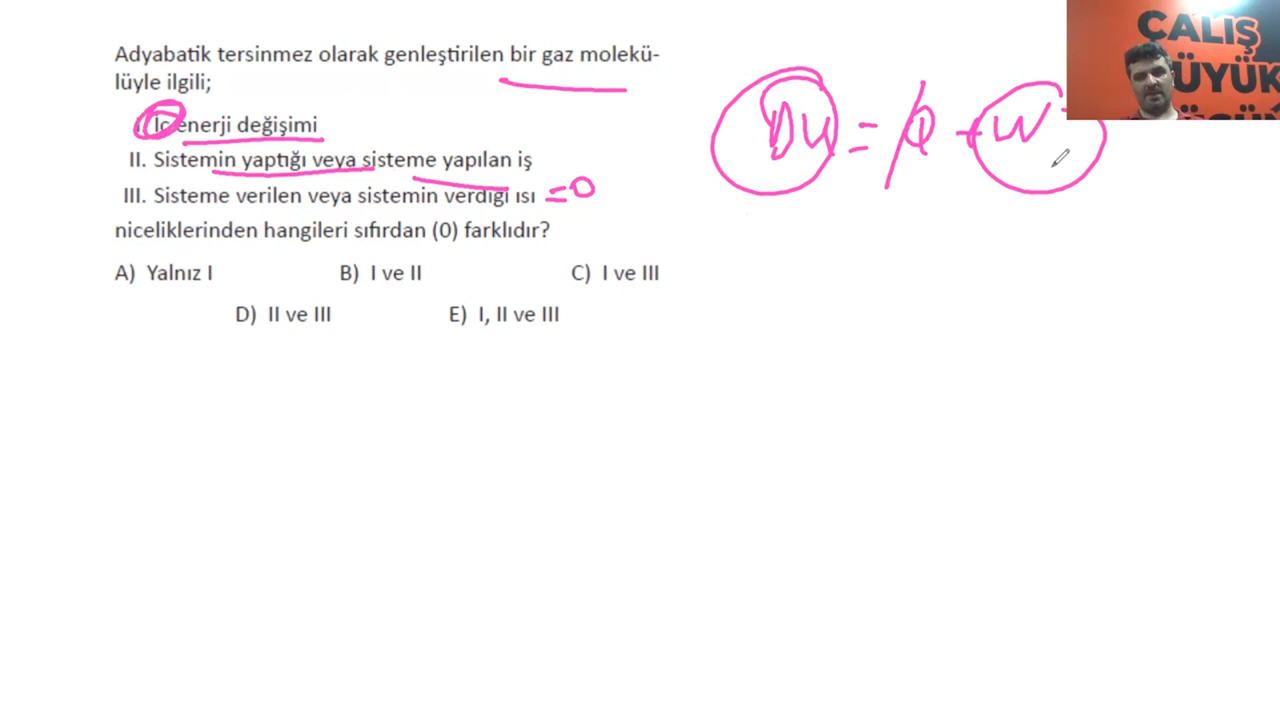 Adyabatik tersinmez olarak genleştirilen bir gaz molekü-
lüyle ilgili;
I. İç enerji değişimi
II. Sistemin yaptığı veya sisteme yapılan iş
III. Sisteme verilen veya sistemin verdiği ısı =0
niceliklerinden hangileri sıfırdan (0) farklıdır?
A) Yalnız I B) I ve II C) I ve III
D) II ve III E) I, II ve III
DU = Q + W
ÇALIŞ